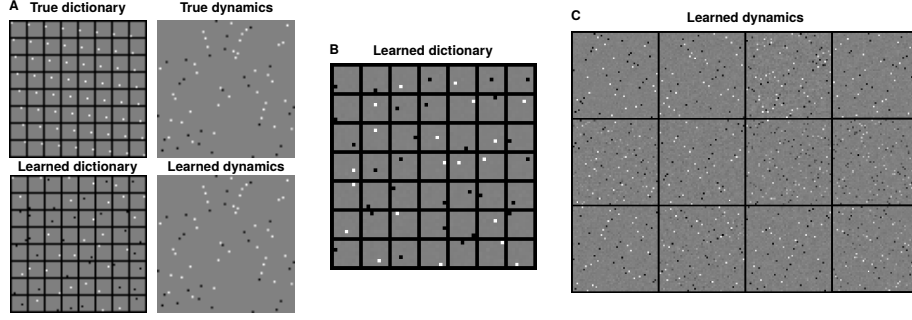 A
True dictionary
True dynamics
Learned dictionary
Learned dynamics
B
Learned dictionary
C
Learned dynamics